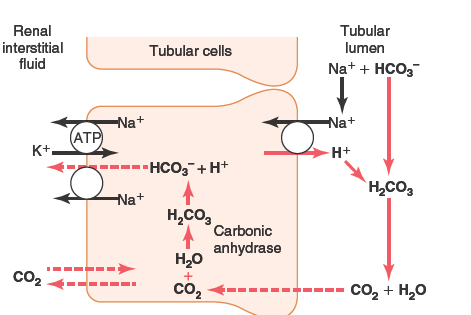 Renal
interstitial
fluid
Tubular cells
Tubular
lumen
Na⁺ + HCO₃⁻
Na⁺
ATP
K⁺
Na⁺
H⁺
HCO₃⁻ + H⁺
Na⁺
H₂CO₃
H₂CO₃
Carbonic
anhydrase
H₂O
+
CO₂
CO₂
CO₂ + H₂O